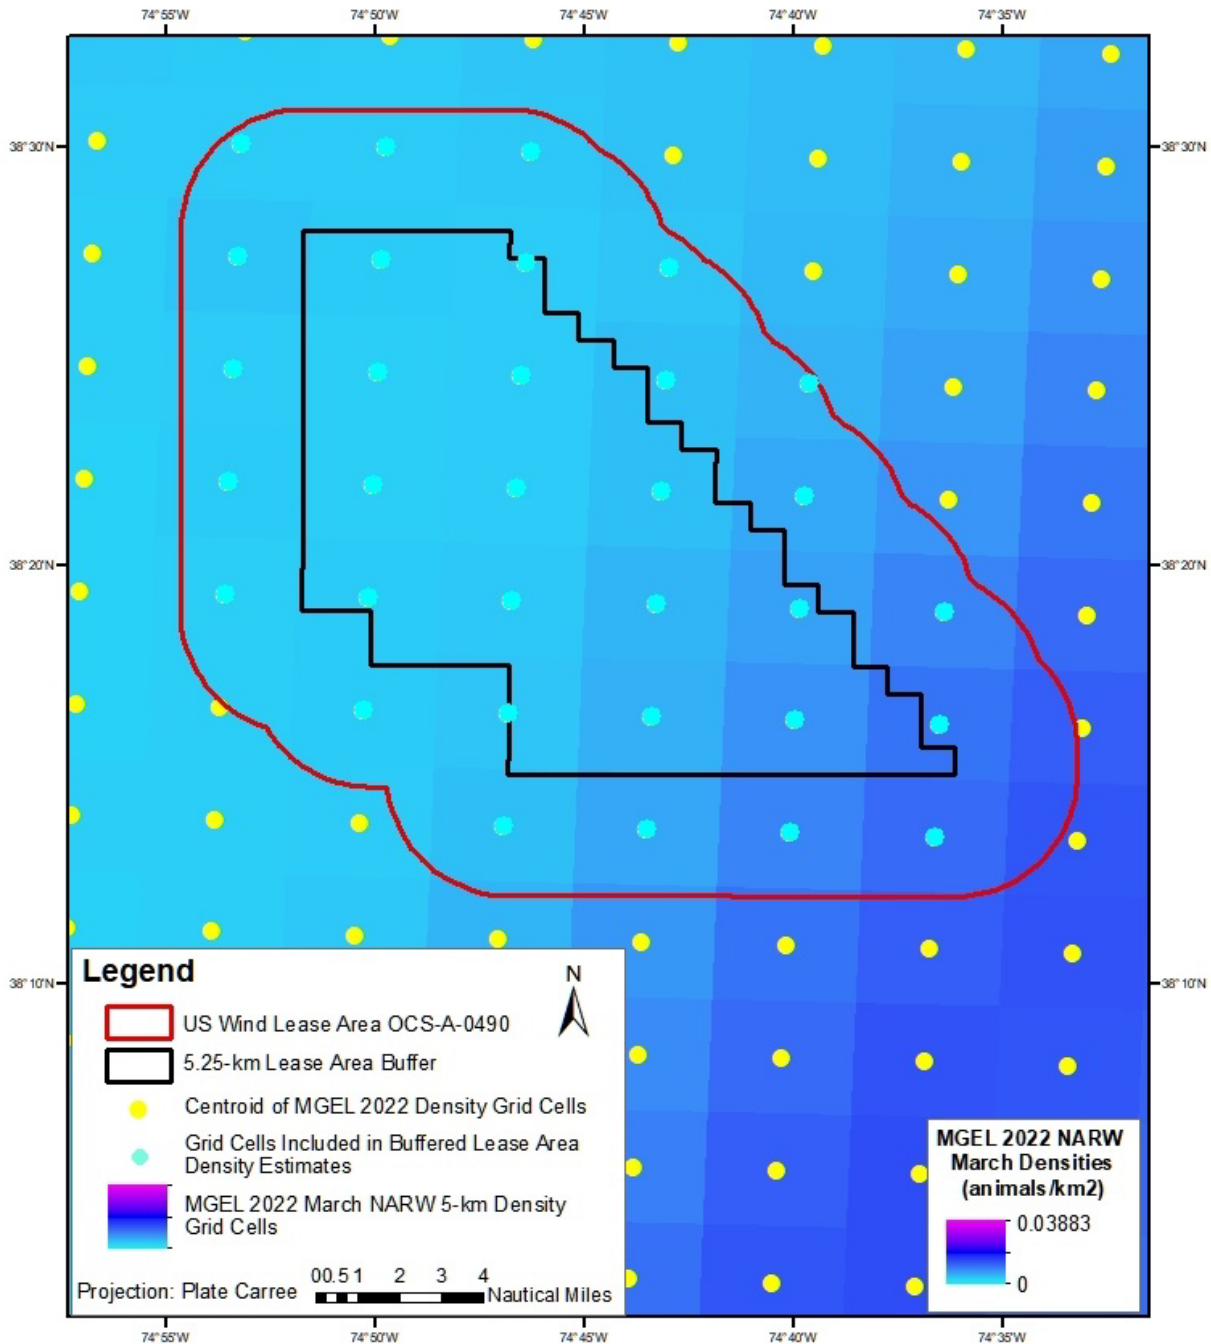 74°55'W 74°50'W 74°45'W 74°40'W 74°35'W
38°30'N 38°30'N
38°20'N 38°20'N
38°10'N 38°10'N
Legend
N
US Wind Lease Area OCS-A-0490
5.25-km Lease Area Buffer
Centroid of MGEL 2022 Density Grid Cells
Grid Cells Included in Buffered Lease Area
Density Estimates
MGEL 2022 March NARW 5-km Density
Grid Cells
Projection: Plate Carree
00.51 2 3 4
Nautical Miles
MGEL 2022 NARW
March Densities
(animals/km2)
0.03883
0
74°55'W 74°50'W 74°45'W 74°40'W 74°35'W